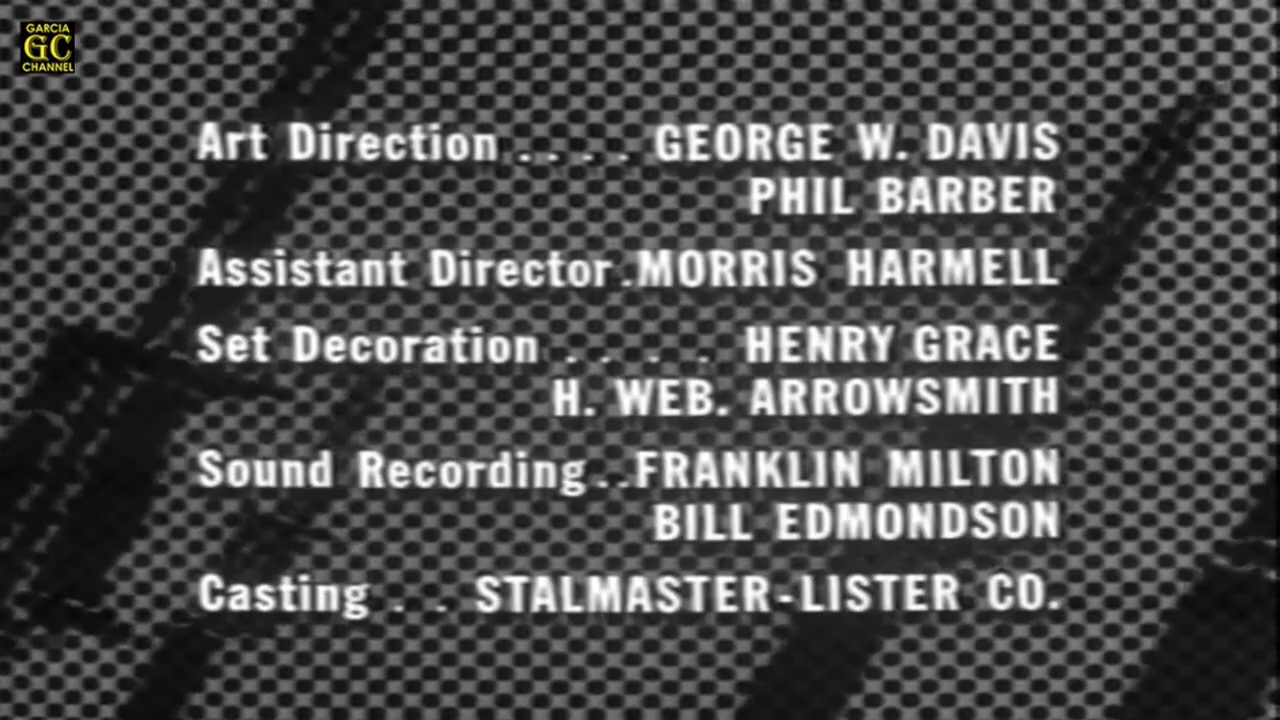 GARCIA
GC
CHANNEL
Art Direction . . . . GEORGE W. DAVIS
PHIL BARBER
Assistant Director . MORRIS HARMELL
Set Decoration . . . . HENRY GRACE
H. WEB. ARROWSMITH
Sound Recording . . FRANKLIN MILTON
BILL EDMONDSON
Casting . . STALMASTER-LISTER CO.